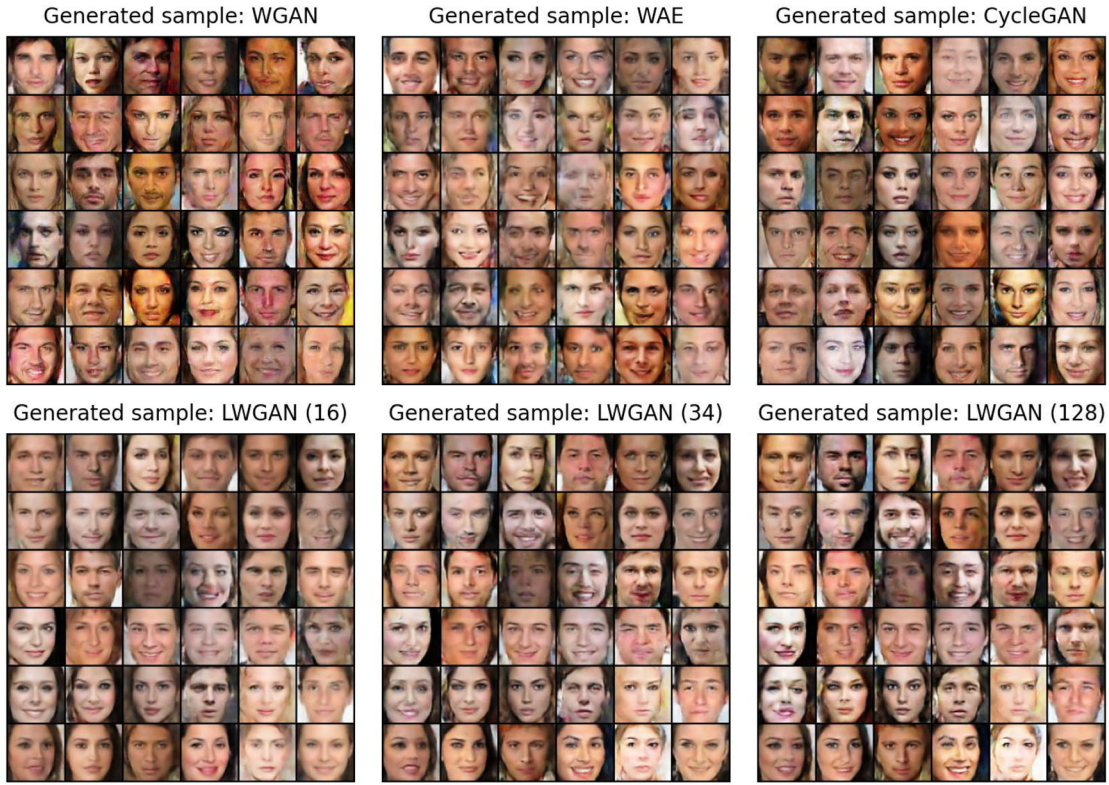 Generated sample: WGAN
Generated sample: WAE
Generated sample: CycleGAN
Generated sample: LWGAN (16)
Generated sample: LWGAN (34)
Generated sample: LWGAN (128)